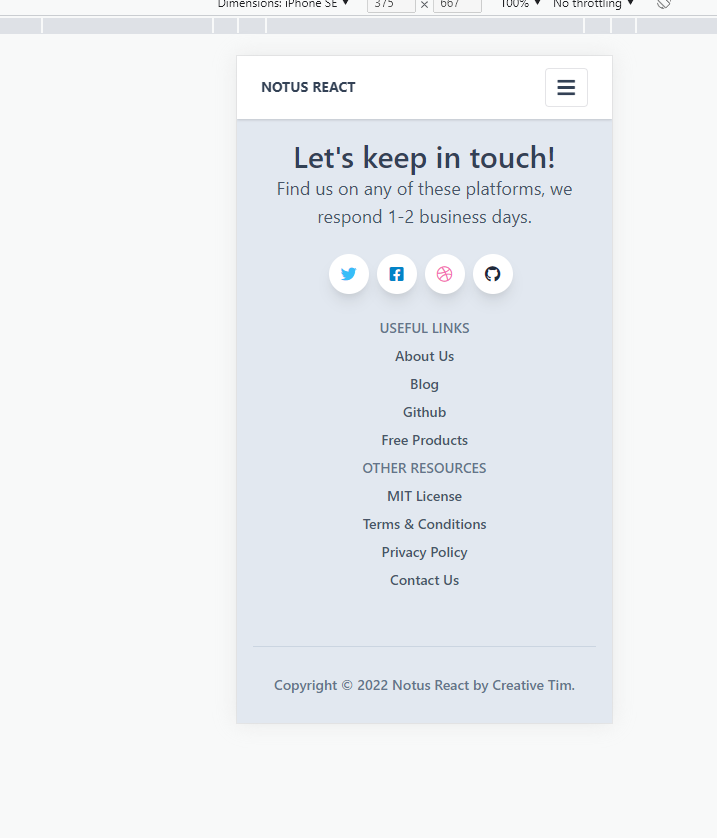 Dimensions: iPhone SE ▼ 375 × 667 100% ▼ No throttling ▼
NOTUS REACT
Let's keep in touch!
Find us on any of these platforms, we
respond 1-2 business days.
USEFUL LINKS
About Us
Blog
Github
Free Products
OTHER RESOURCES
MIT License
Terms & Conditions
Privacy Policy
Contact Us
Copyright © 2022 Notus React by Creative Tim.